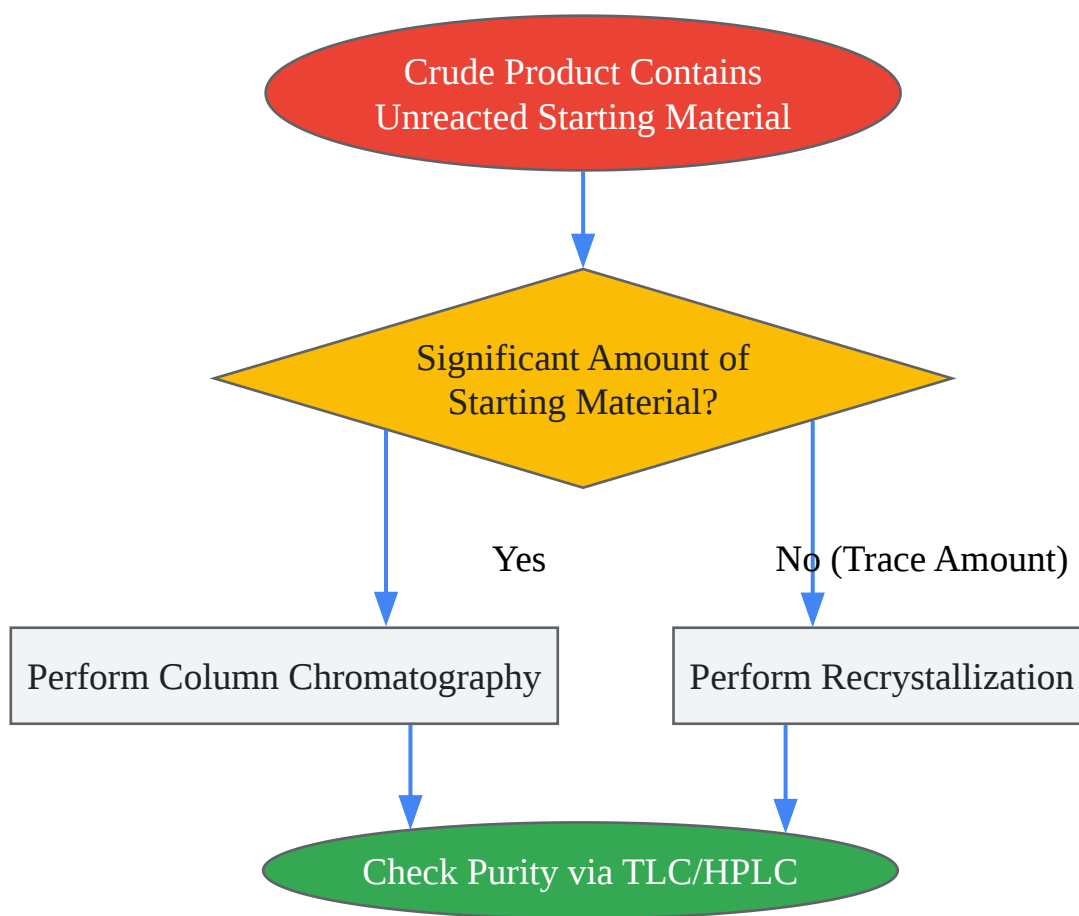 Crude Product Contains
Unreacted Starting Material
Significant Amount of
Starting Material?
Yes
No (Trace Amount)
Perform Column Chromatography
Perform Recrystallization
Check Purity via TLC/HPLC